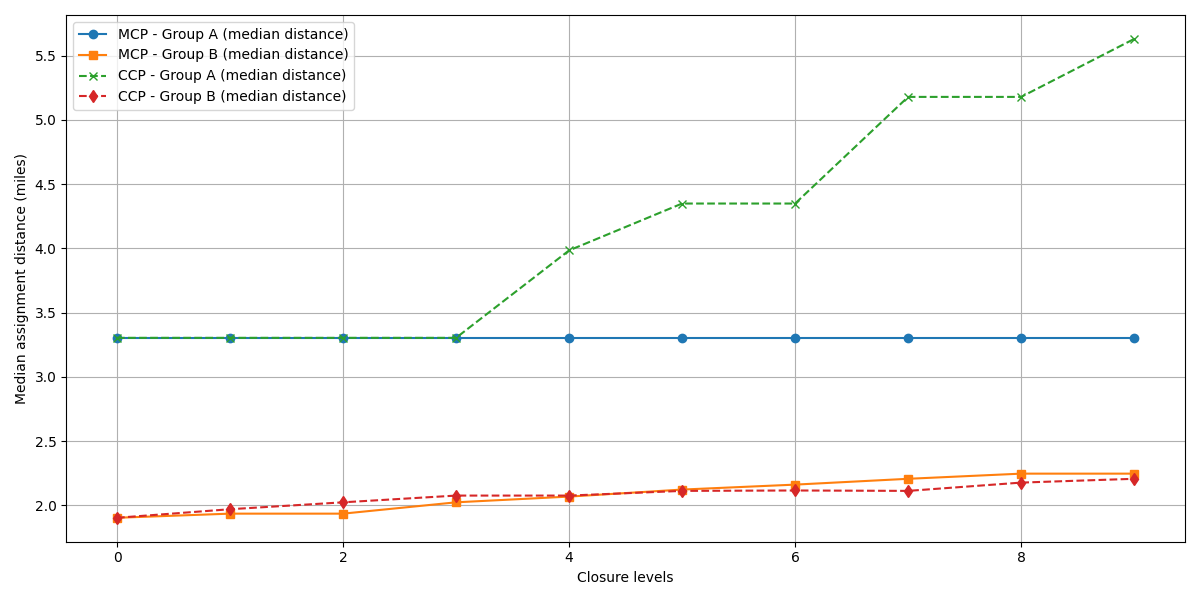 MCP - Group A (median distance)
MCP - Group B (median distance)
CCP - Group A (median distance)
CCP - Group B (median distance)
Median assignment distance (miles)
5.5
5.0
4.5
4.0
3.5
3.0
2.5
2.0
0 2 4 6 8
Closure levels